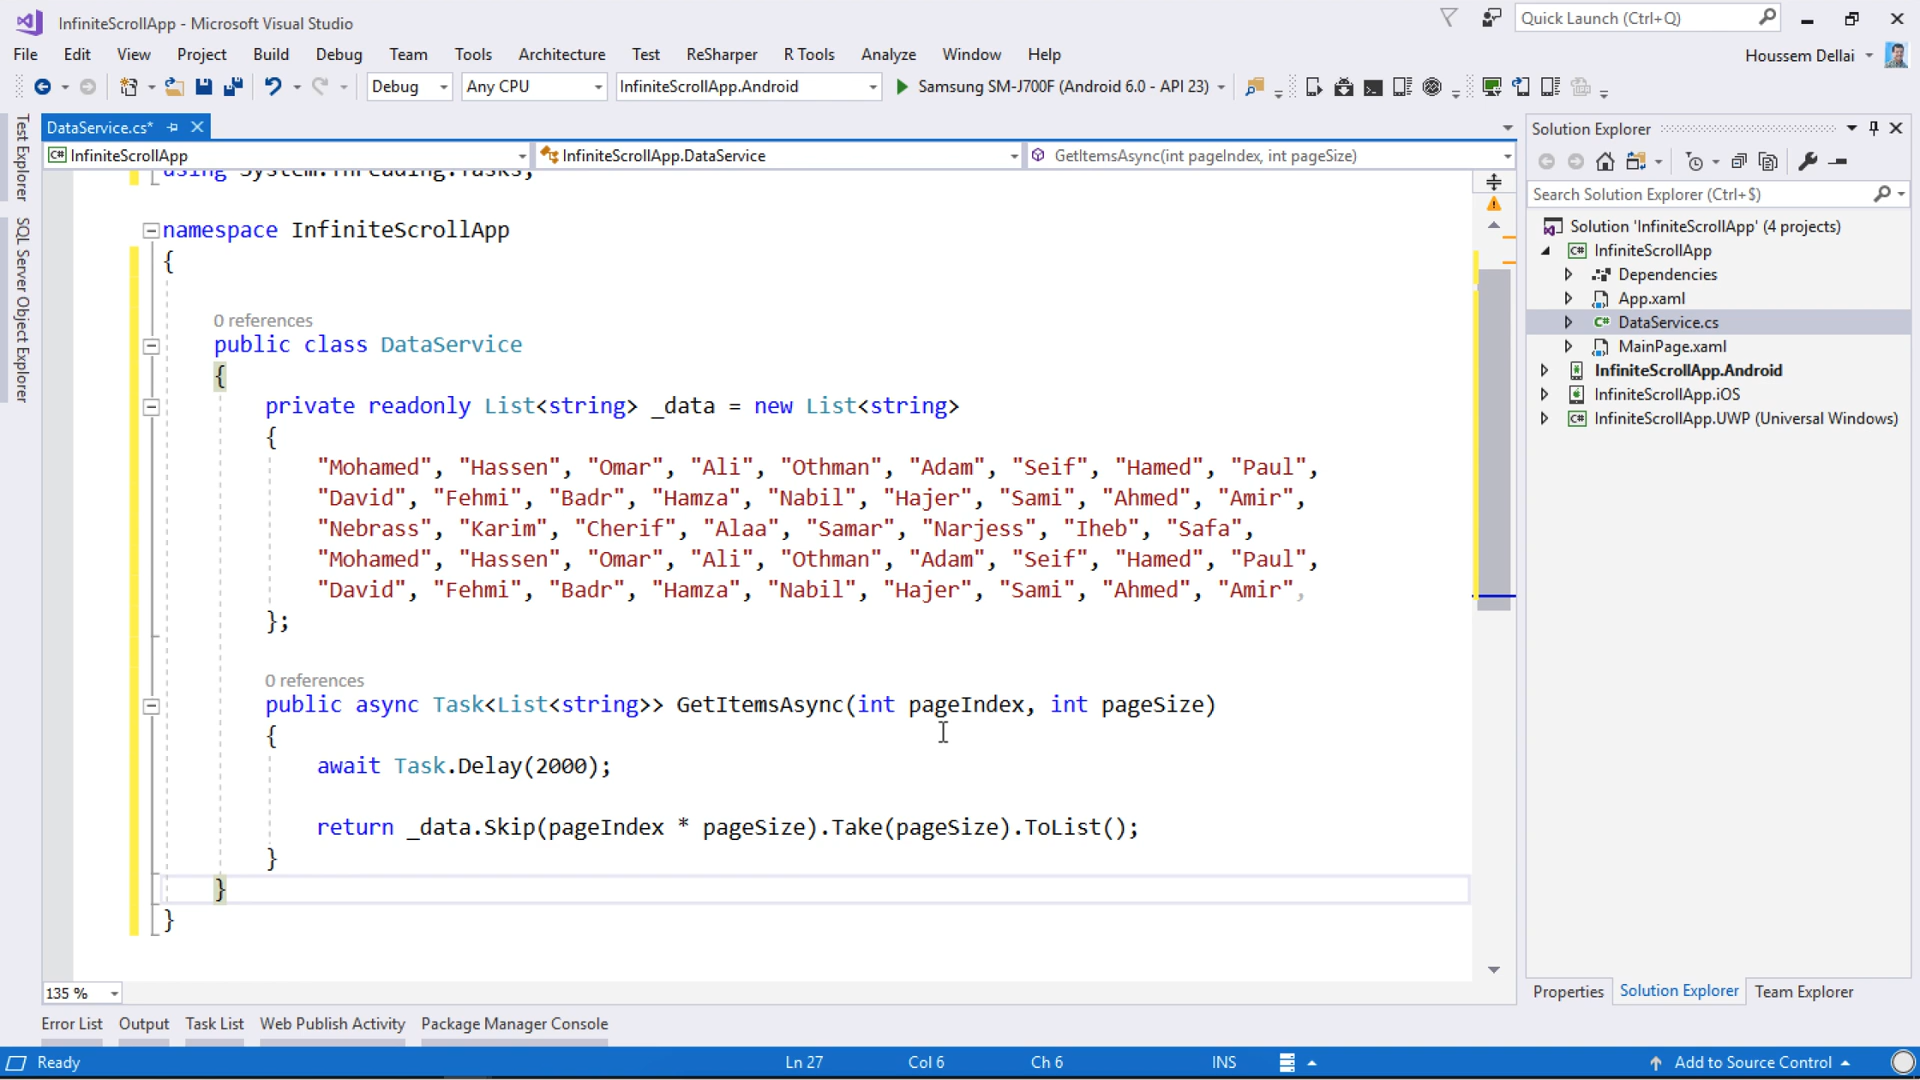 InfiniteScrollApp - Microsoft Visual Studio
Quick Launch (Ctrl+Q)
File Edit View Project Build Debug Team Tools Architecture Test ReSharper R Tools Analyze Window Help
Houssem Dellai
Debug Any CPU InfiniteScrollApp.Android Samsung SM-J700F (Android 6.0 - API 23)
Test Explorer
SQL Server Object Explorer
DataService.cs*
InfiniteScrollApp InfiniteScrollApp.DataService GetItemsAsync(int pageIndex, int pageSize)
using System.Threading.Tasks;
namespace InfiniteScrollApp
{
0 references
public class DataService
{
private readonly List<string> _data = new List<string>
{
"Mohamed", "Hassen", "Omar", "Ali", "Othman", "Adam", "Seif", "Hamed", "Paul",
"David", "Fehmi", "Badr", "Hamza", "Nabil", "Hajer", "Sami", "Ahmed", "Amir",
"Nebrass", "Karim", "Cherif", "Alaa", "Samar", "Narjess", "Iheb", "Safa",
"Mohamed", "Hassen", "Omar", "Ali", "Othman", "Adam", "Seif", "Hamed", "Paul",
"David", "Fehmi", "Badr", "Hamza", "Nabil", "Hajer", "Sami", "Ahmed", "Amir",
};
0 references
public async Task<List<string>> GetItemsAsync(int pageIndex, int pageSize)
{
await Task.Delay(2000);
return _data.Skip(pageIndex * pageSize).Take(pageSize).ToList();
}
}
}
135 %
Solution Explorer
Search Solution Explorer (Ctrl+$)
Solution 'InfiniteScrollApp' (4 projects)
InfiniteScrollApp
Dependencies
App.xaml
DataService.cs
MainPage.xaml
InfiniteScrollApp.Android
InfiniteScrollApp.iOS
InfiniteScrollApp.UWP (Universal Windows)
Properties Solution Explorer Team Explorer
Error List Output Task List Web Publish Activity Package Manager Console
Ready Ln 27 Col 6 Ch 6 INS Add to Source Control